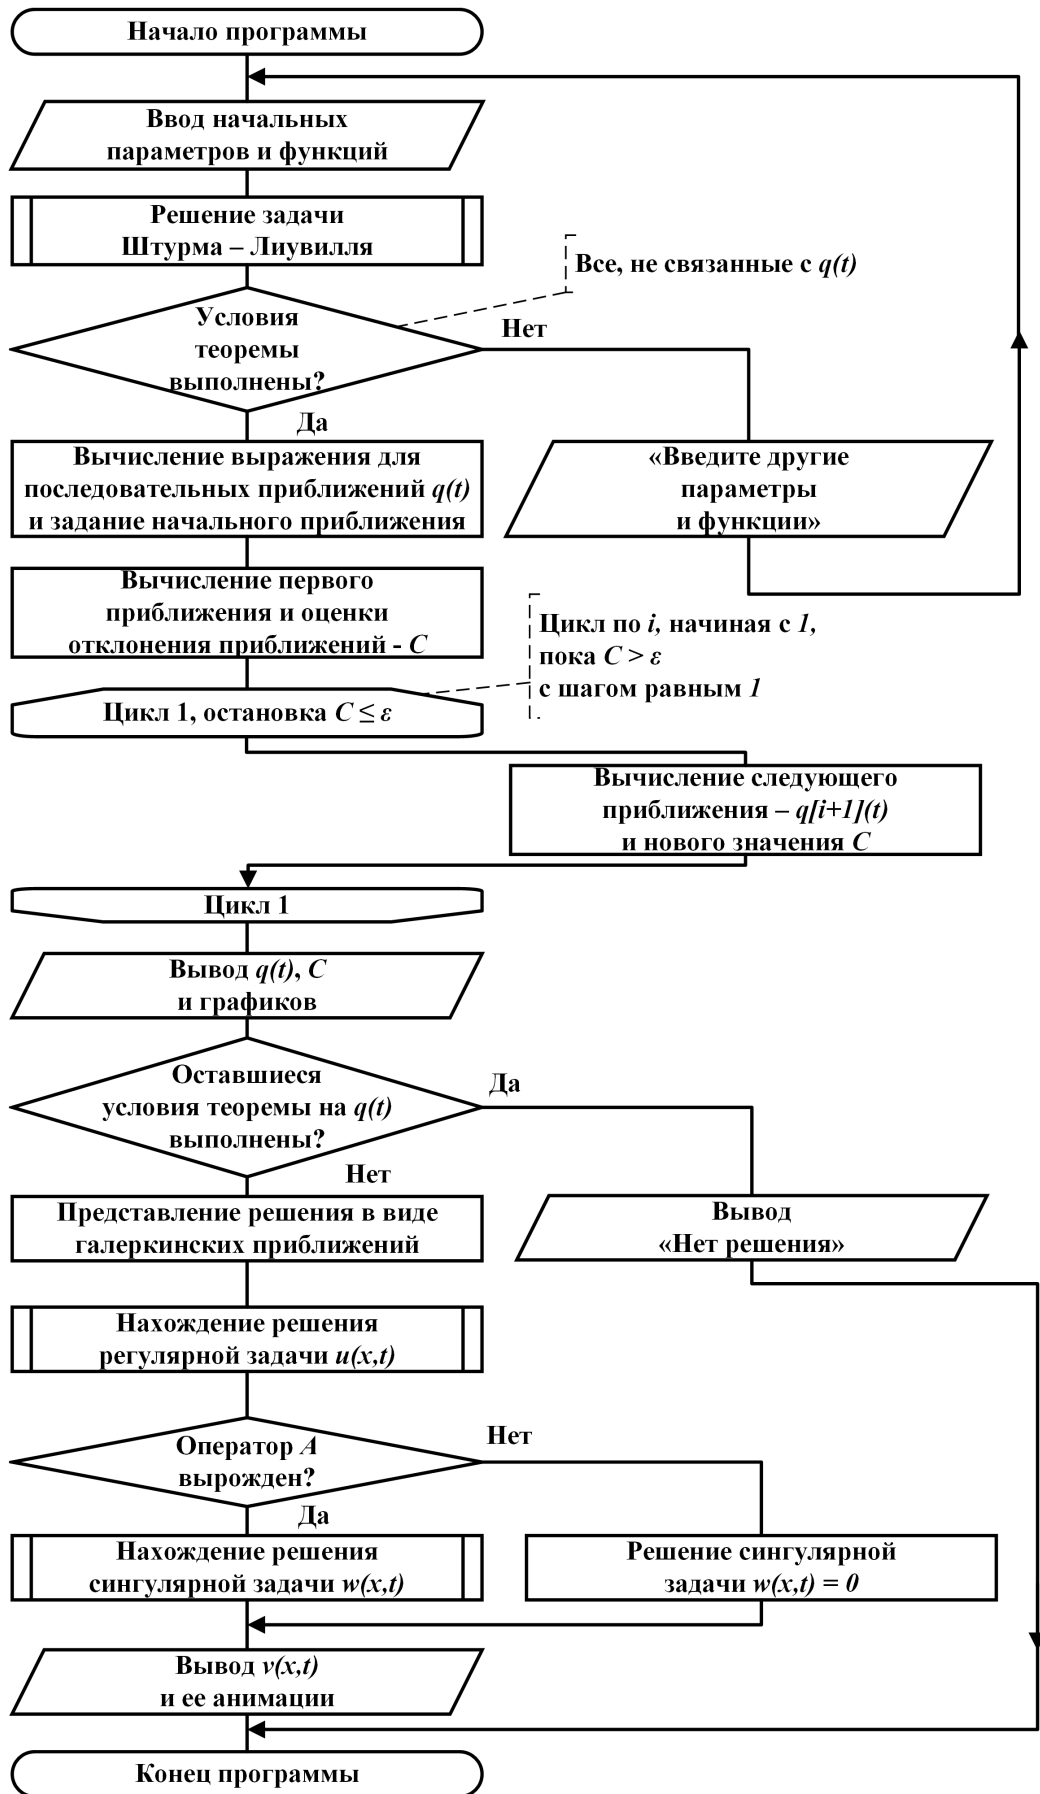 Начало программы
Ввод начальных
параметров и функций
Решение задачи
Штурма – Лиувилля
Все, не связанные с q(t)
Условия
теоремы
выполнены?
Нет
Да
Вычисление выражения для
последовательных приближений q(t)
и задание начального приближения
«Введите другие
параметры
и функции»
Вычисление первого
приближения и оценки
отклонения приближений - C
Цикл по i, начиная с 1,
пока C > ε
с шагом равным 1
Цикл 1, остановка C ≤ ε
Вычисление следующего
приближения – q[i+1](t)
и нового значения C
Цикл 1
Вывод q(t), C
и графиков
Оставшиеся
условия теоремы на q(t)
выполнены?
Да
Нет
Представление решения в виде
галеркинских приближений
Вывод
«Нет решения»
Нахождение решения
регулярной задачи u(x,t)
Оператор A
вырожден?
Нет
Да
Нахождение решения
сингулярной задачи w(x,t)
Решение сингулярной
задачи w(x,t) = 0
Вывод v(x,t)
и ее анимации
Конец программы